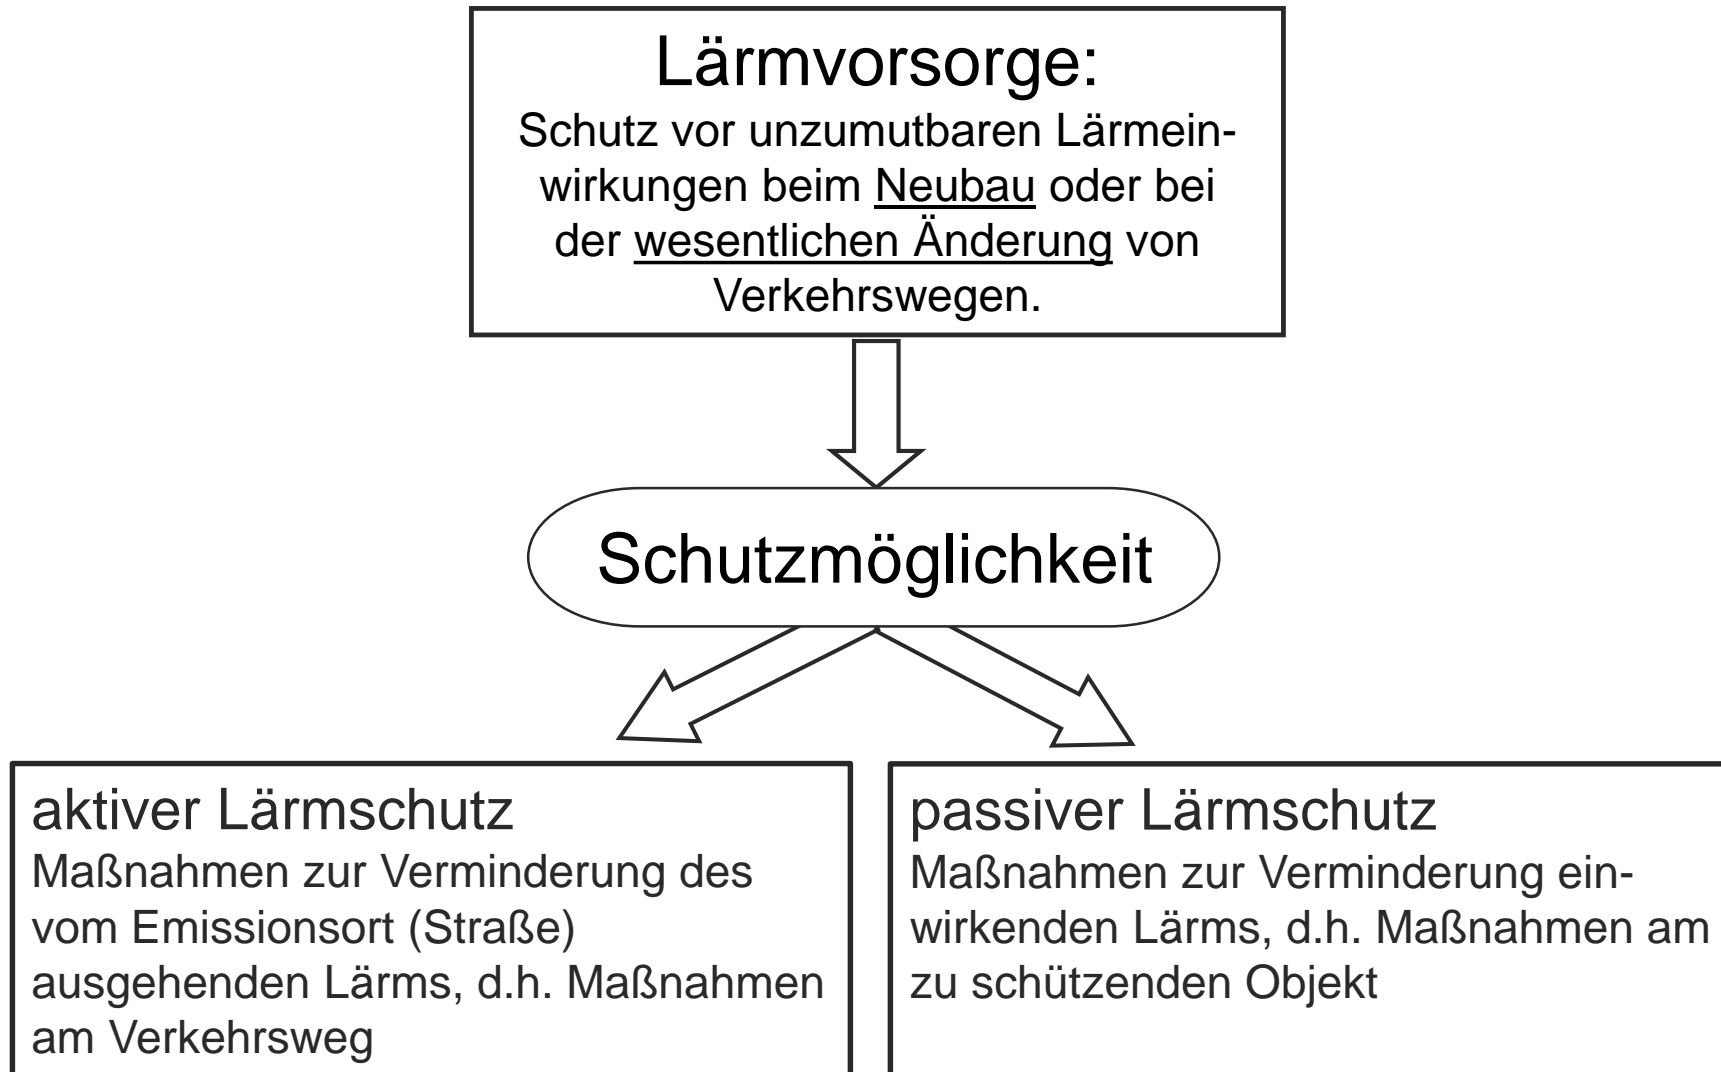 Lärmvorsorge:
Schutz vor unzumutbaren Lärmein-
wirkungen beim Neubau oder bei
der wesentlichen Änderung von
Verkehrswegen.
Schutzmöglichkeit
aktiver Lärmschutz
Maßnahmen zur Verminderung des
vom Emissionsort (Straße)
ausgehenden Lärms, d.h. Maßnahmen
am Verkehrsweg
passiver Lärmschutz
Maßnahmen zur Verminderung ein-
wirkenden Lärms, d.h. Maßnahmen am
zu schützenden Objekt